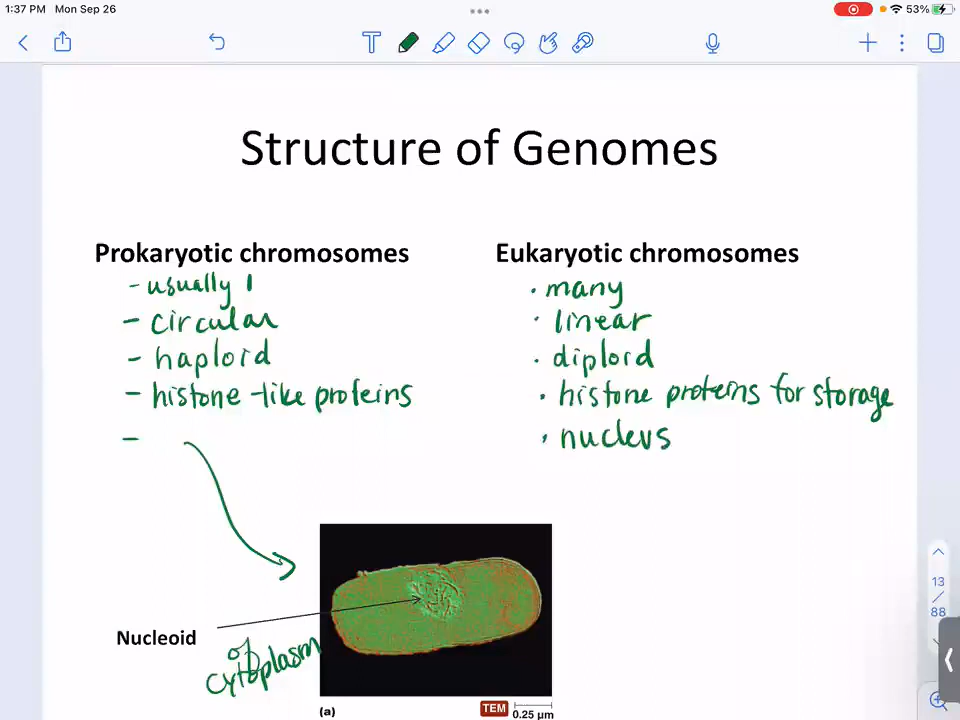 1:37 PM Mon Sep 26
53%
T
Structure of Genomes
Prokaryotic chromosomes
- usually 1
- circular
- haploid
- histone-like proteins
-
Eukaryotic chromosomes
· many
· linear
· diploid
· histone proteins for storage
· nucleus
Nucleoid
of
cytoplasm
(a)
TEM
0.25 µm
13
/
88